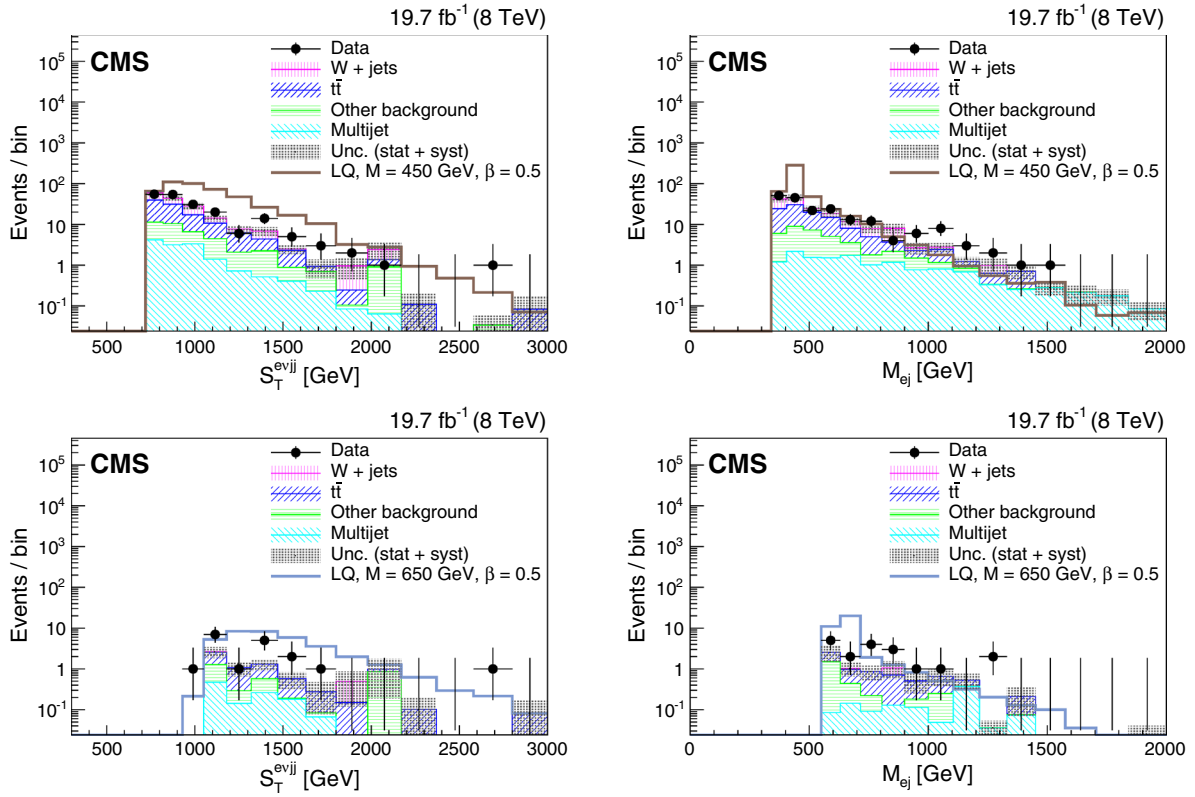 19.7 fb⁻¹ (8 TeV)
CMS
Data
W + jets
tt̄
Other background
Multijet
Unc. (stat + syst)
LQ, M = 450 GeV, β = 0.5
Events / bin
10⁵
10⁴
10³
10²
10
1
10⁻¹
500 1000 1500 2000 2500 3000
S_T^{eνjj} [GeV]
19.7 fb⁻¹ (8 TeV)
CMS
Data
W + jets
tt̄
Other background
Multijet
Unc. (stat + syst)
LQ, M = 450 GeV, β = 0.5
Events / bin
10⁵
10⁴
10³
10²
10
1
10⁻¹
0 500 1000 1500 2000
M_{ej} [GeV]
19.7 fb⁻¹ (8 TeV)
CMS
Data
W + jets
tt̄
Other background
Multijet
Unc. (stat + syst)
LQ, M = 650 GeV, β = 0.5
Events / bin
10⁵
10⁴
10³
10²
10
1
10⁻¹
500 1000 1500 2000 2500 3000
S_T^{eνjj} [GeV]
19.7 fb⁻¹ (8 TeV)
CMS
Data
W + jets
tt̄
Other background
Multijet
Unc. (stat + syst)
LQ, M = 650 GeV, β = 0.5
Events / bin
10⁵
10⁴
10³
10²
10
1
10⁻¹
0 500 1000 1500 2000
M_{ej} [GeV]